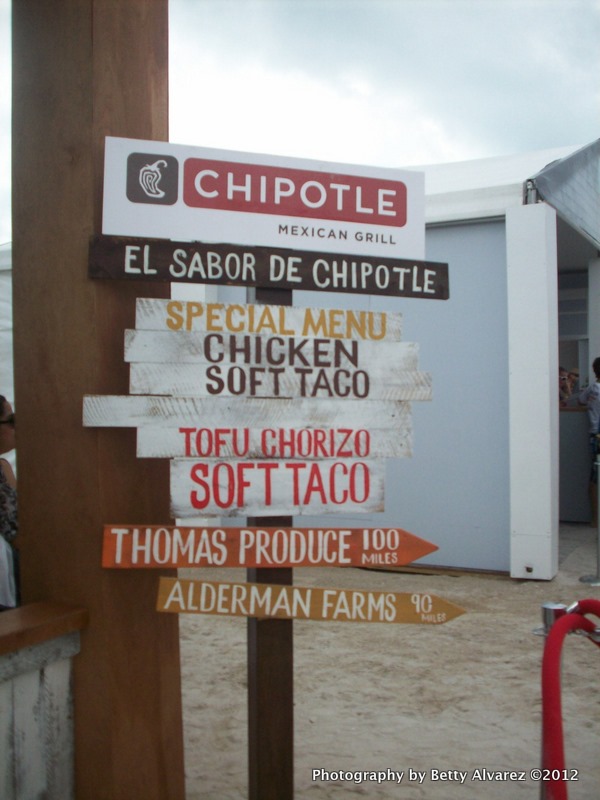 CHIPOTLE
MEXICAN GRILL
EL SABOR DE CHIPOTLE
SPECIAL MENU
CHICKEN
SOFT TACO
TOFU CHORIZO
SOFT TACO
THOMAS PRODUCE 100 MILES
ALDERMAN FARMS 90 MILES
Photography by Betty Alvarez ©2012